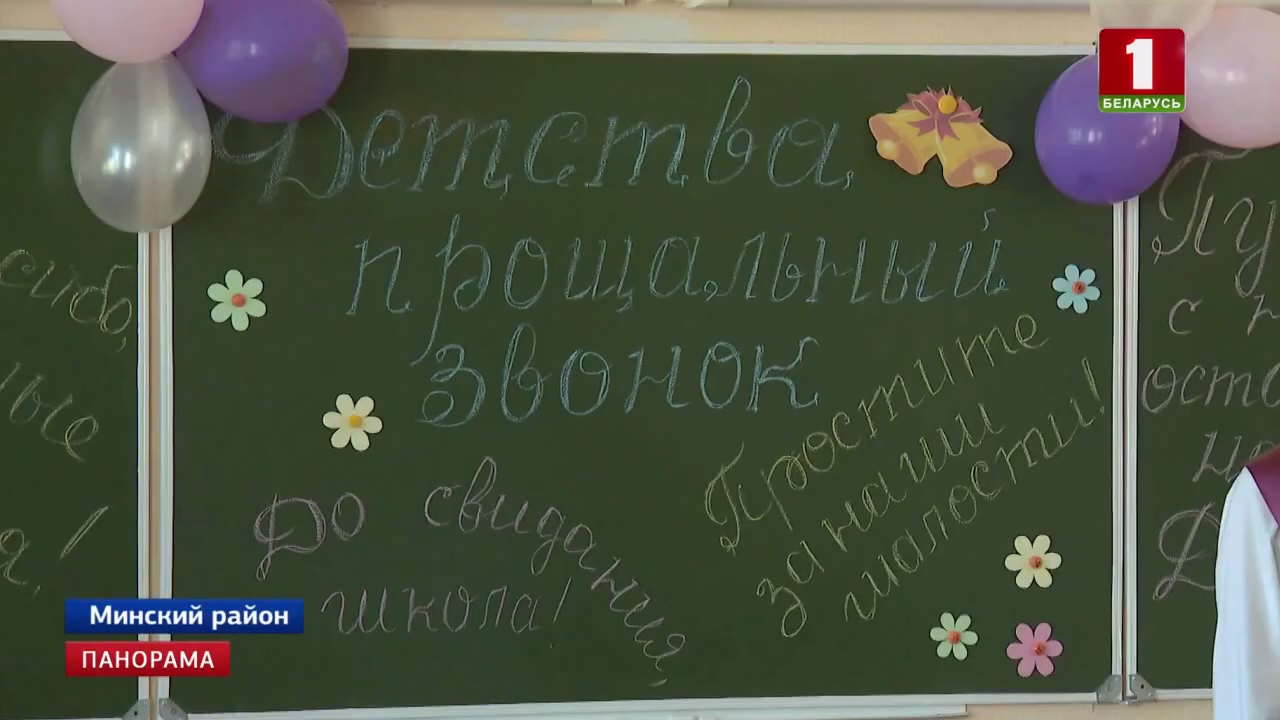 1
БЕЛАРУСЬ
Детства
прощальный
звонок
Простите
за наши
шалости!
До свидания,
школа!
с
Минский район
ПАНОРАМА